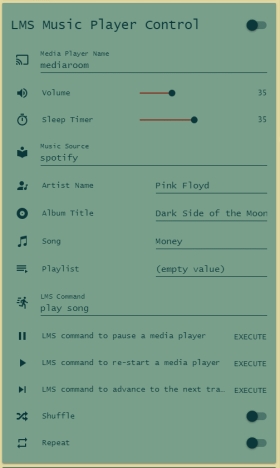 LMS Music Player Control
Media Player Name
mediaroom
Volume 35
Sleep Timer 35
Music Source
spotify
Artist Name Pink Floyd
Album Title Dark Side of the Moon
Song Money
Playlist (empty value)
LMS Command
play song
LMS command to pause a media player EXECUTE
LMS command to re-start a media player EXECUTE
LMS command to advance to the next tra… EXECUTE
Shuffle
Repeat